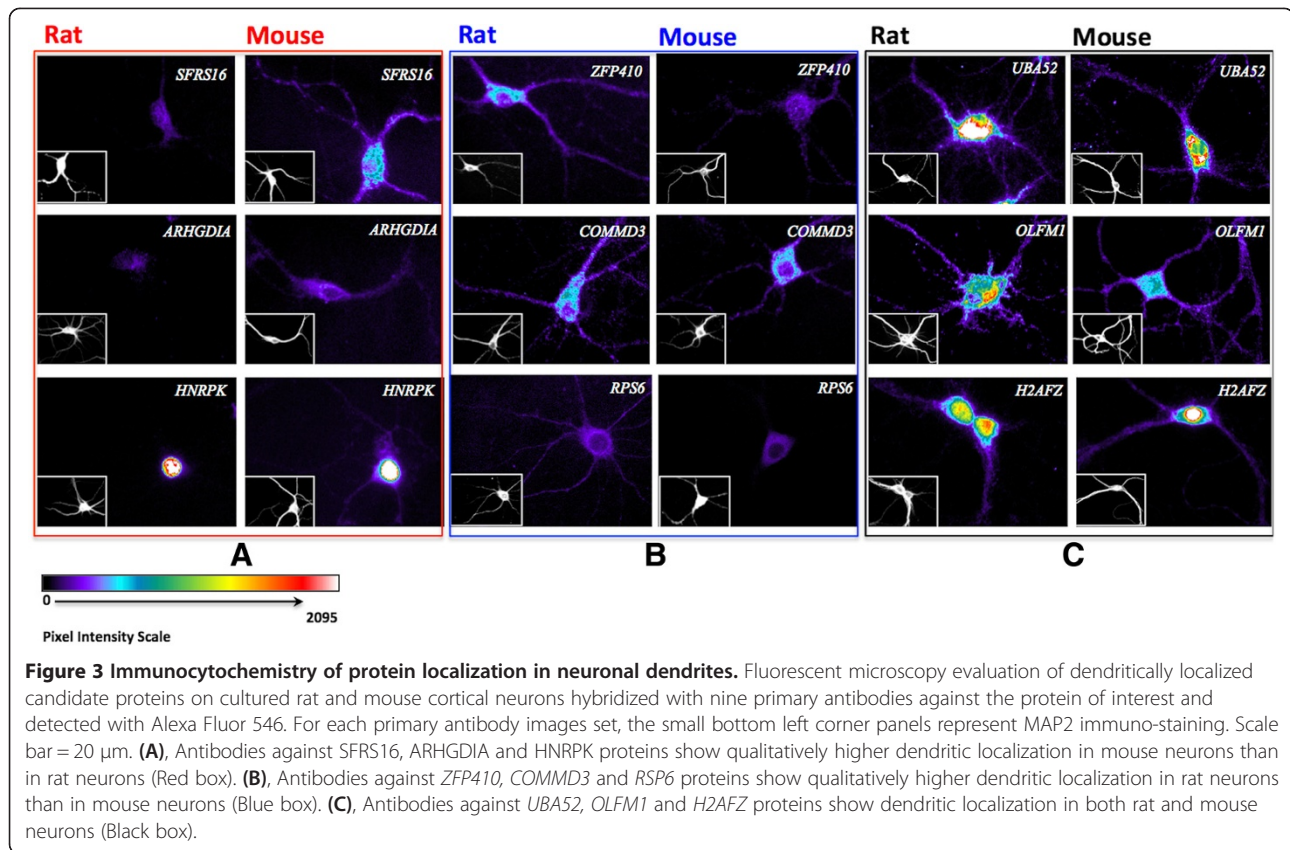 Rat Mouse Rat Mouse Rat Mouse
SFRS16 SFRS16 ZFP410 ZFP410 UBA52 UBA52
ARHGDIA ARHGDIA COMMD3 COMMD3 OLFM1 OLFM1
HNRPK HNRPK RPS6 RPS6 H2AFZ H2AFZ
A B C
0 2095
Pixel Intensity Scale
Figure 3 Immunocytochemistry of protein localization in neuronal dendrites. Fluorescent microscopy evaluation of dendritically localized
candidate proteins on cultured rat and mouse cortical neurons hybridized with nine primary antibodies against the protein of interest and
detected with Alexa Fluor 546. For each primary antibody images set, the small bottom left corner panels represent MAP2 immuno-staining. Scale
bar = 20 μm. (A), Antibodies against SFRS16, ARHGDIA and HNRPK proteins show qualitatively higher dendritic localization in mouse neurons than
in rat neurons (Red box). (B), Antibodies against ZFP410, COMMD3 and RSP6 proteins show qualitatively higher dendritic localization in rat neurons
than in mouse neurons (Blue box). (C), Antibodies against UBA52, OLFM1 and H2AFZ proteins show dendritic localization in both rat and mouse
neurons (Black box).